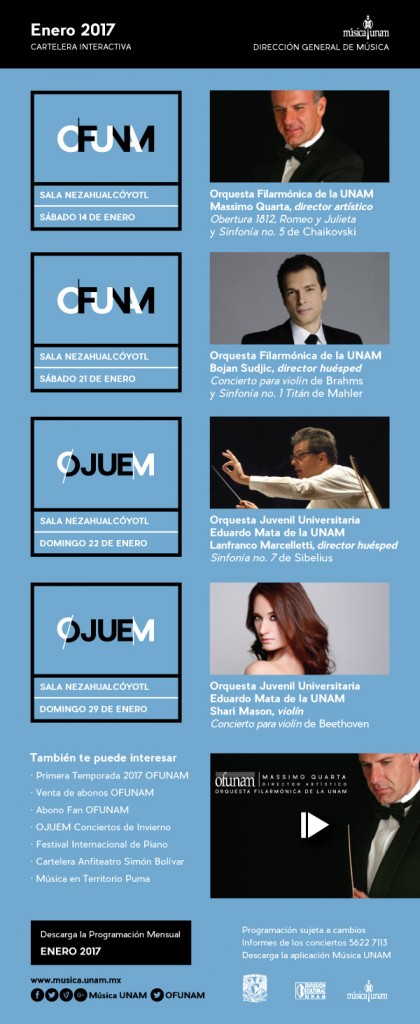 Enero 2017
CARTELERA INTERACTIVA
música unam
DIRECCIÓN GENERAL DE MÚSICA
OFUNAM
SALA NEZAHUALCÓYOTL
SÁBADO 14 DE ENERO
Orquesta Filarmónica de la UNAM
Massimo Quarta, director artístico
Obertura 1812, Romeo y Julieta
y Sinfonía no. 5 de Chaikovski
OFUNAM
SALA NEZAHUALCÓYOTL
SÁBADO 21 DE ENERO
Orquesta Filarmónica de la UNAM
Bojan Sudjic, director huésped
Concierto para violín de Brahms
y Sinfonía no. 1 Titán de Mahler
OJUEM
SALA NEZAHUALCÓYOTL
DOMINGO 22 DE ENERO
Orquesta Juvenil Universitaria
Eduardo Mata de la UNAM
Lanfranco Marcelletti, director huésped
Sinfonía no. 7 de Sibelius
OJUEM
SALA NEZAHUALCÓYOTL
DOMINGO 29 DE ENERO
Orquesta Juvenil Universitaria
Eduardo Mata de la UNAM
Shari Mason, violín
Concierto para violín de Beethoven
También te puede interesar
· Primera Temporada 2017 OFUNAM
· Venta de abonos OFUNAM
· Abono Fan OFUNAM
· OJUEM Conciertos de Invierno
· Festival Internacional de Piano
· Cartelera Anfiteatro Simón Bolívar
· Música en Territorio Puma
ofunam MASSIMO QUARTA
DIRECTOR ARTÍSTICO
ORQUESTA FILARMÓNICA DE LA UNAM
Descarga la Programación Mensual
ENERO 2017
Programación sujeta a cambios
Informes de los conciertos 5622 7113
Descarga la aplicación Música UNAM
www.musica.unam.mx
Música UNAM OFUNAM
música unam